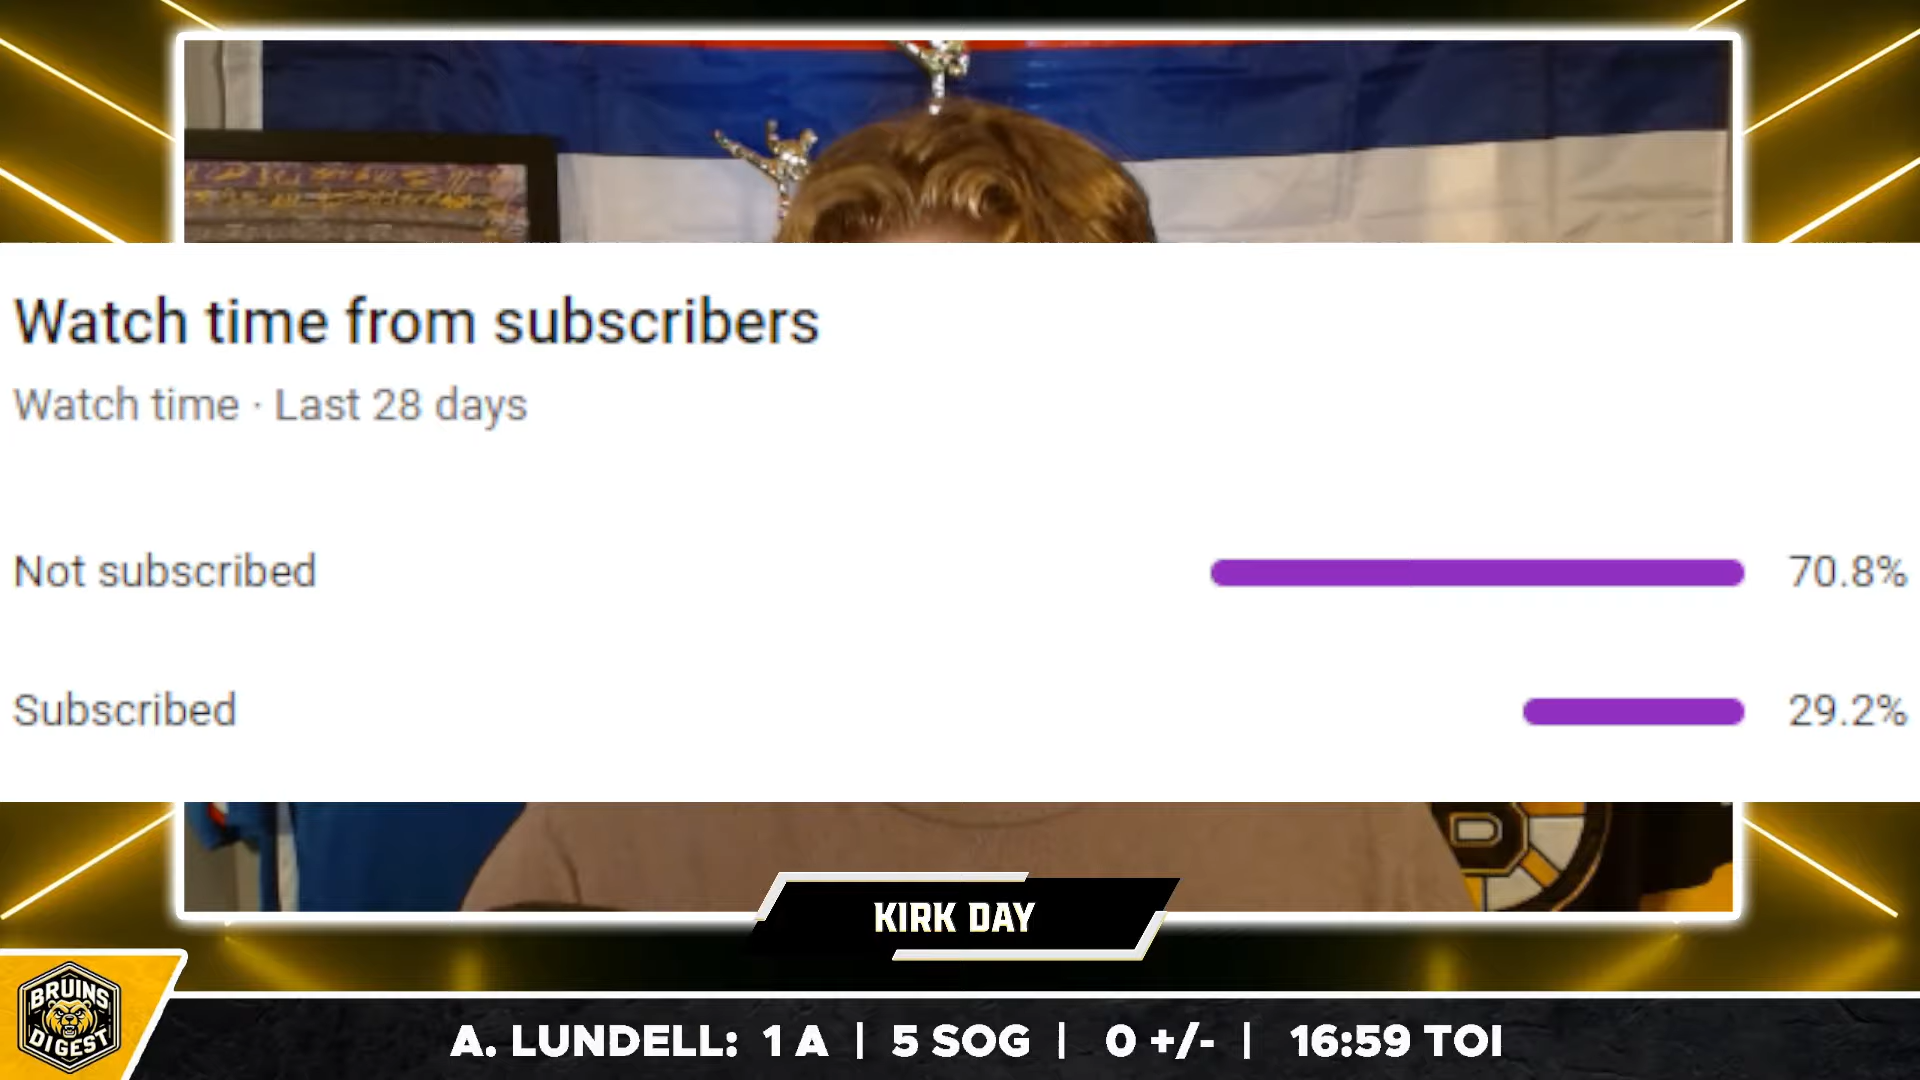 Watch time from subscribers
Watch time · Last 28 days
Not subscribed 70.8%
Subscribed 29.2%
KIRK DAY
BRUINS
DIGEST
A. LUNDELL: 1 A | 5 SOG | 0 +/- | 16:59 TOI